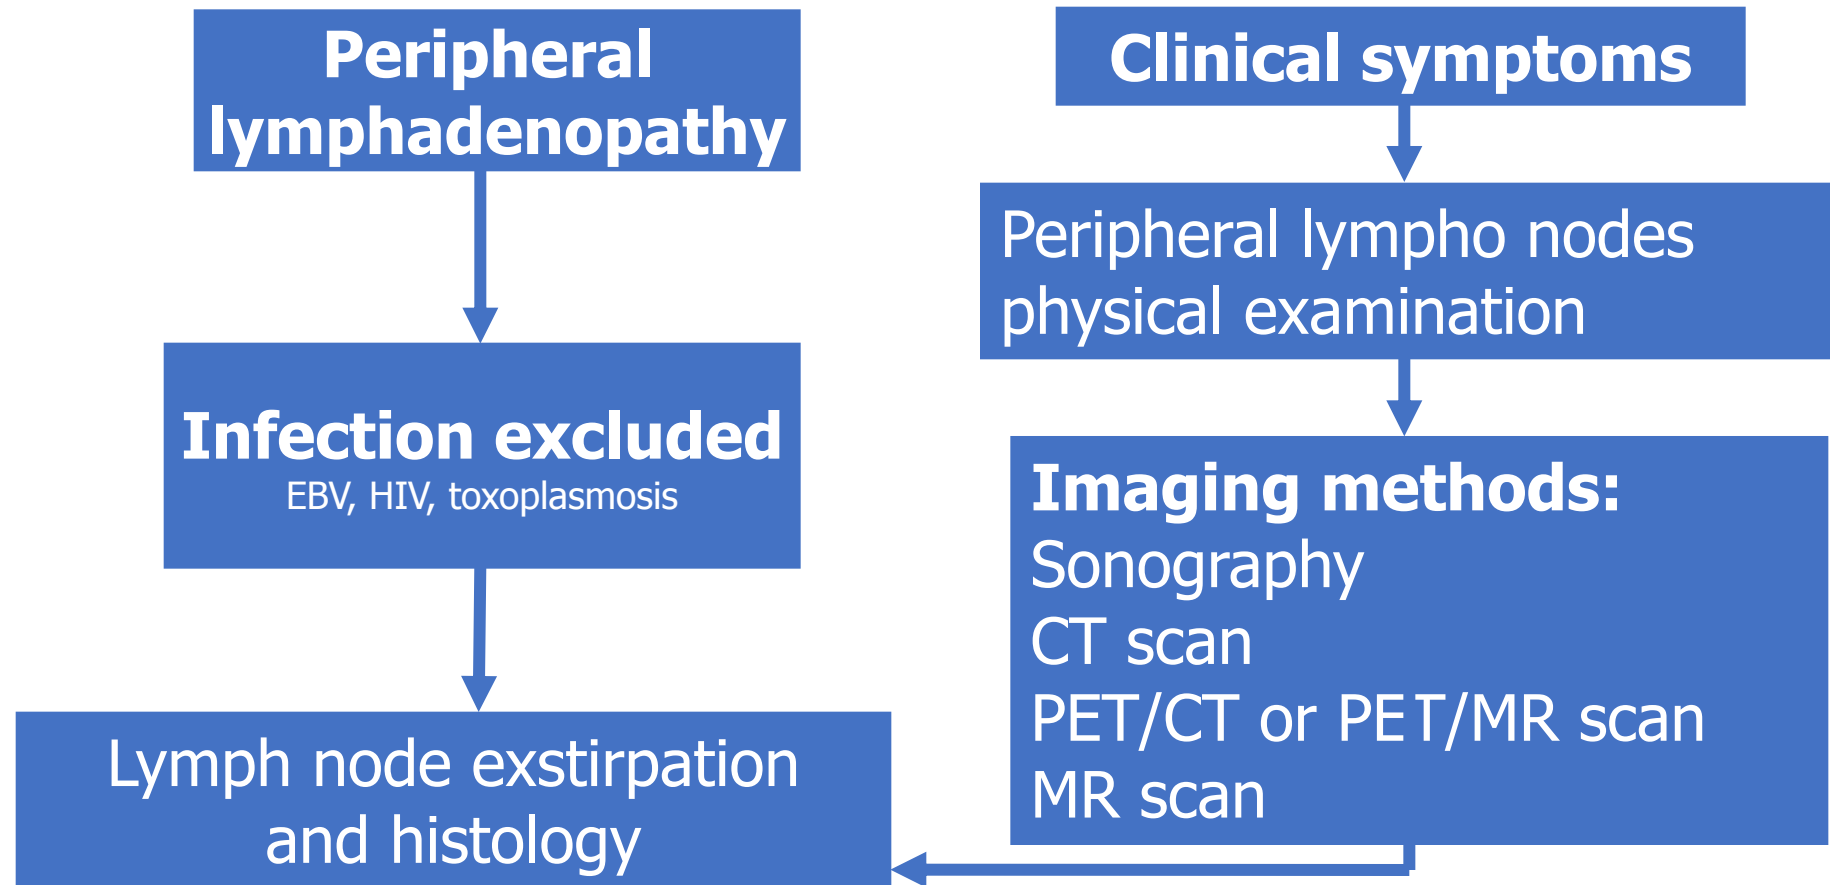 Peripheral
lymphadenopathy
Infection excluded
EBV, HIV, toxoplasmosis
Lymph node exstirpation
and histology
Clinical symptoms
Peripheral lympho nodes
physical examination
Imaging methods:
Sonography
CT scan
PET/CT or PET/MR scan
MR scan